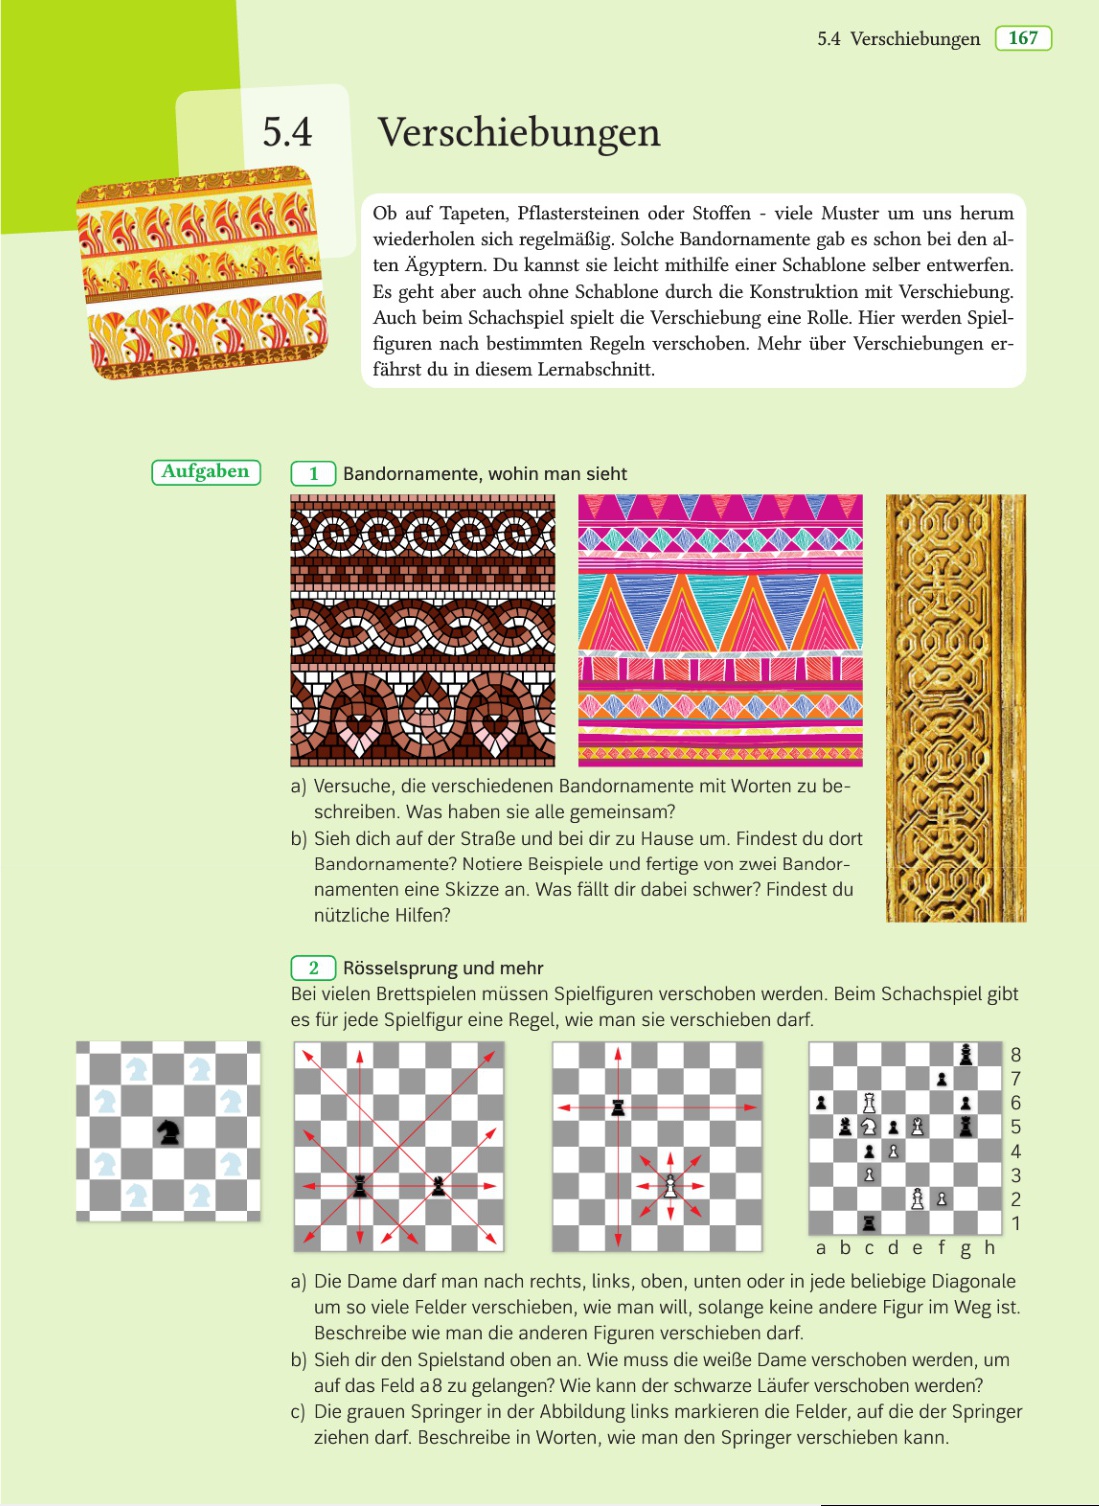 5.4 Verschiebungen 167
5.4 Verschiebungen
Ob auf Tapeten, Pflastersteinen oder Stoffen - viele Muster um uns herum
wiederholen sich regelmäßig. Solche Bandornamente gab es schon bei den al-
ten Ägyptern. Du kannst sie leicht mithilfe einer Schablone selber entwerfen.
Es geht aber auch ohne Schablone durch die Konstruktion mit Verschiebung.
Auch beim Schachspiel spielt die Verschiebung eine Rolle. Hier werden Spiel-
figuren nach bestimmten Regeln verschoben. Mehr über Verschiebungen er-
fährst du in diesem Lernabschnitt.
Aufgaben
1 Bandornamente, wohin man sieht
a) Versuche, die verschiedenen Bandornamente mit Worten zu be-
schreiben. Was haben sie alle gemeinsam?
b) Sieh dich auf der Straße und bei dir zu Hause um. Findest du dort
Bandornamente? Notiere Beispiele und fertige von zwei Bandor-
namenten eine Skizze an. Was fällt dir dabei schwer? Findest du
nützliche Hilfen?
2 Rösselsprung und mehr
Bei vielen Brettspielen müssen Spielfiguren verschoben werden. Beim Schachspiel gibt
es für jede Spielfigur eine Regel, wie man sie verschieben darf.
8
7
6
5
4
3
2
1
a b c d e f g h
a) Die Dame darf man nach rechts, links, oben, unten oder in jede beliebige Diagonale
um so viele Felder verschieben, wie man will, solange keine andere Figur im Weg ist.
Beschreibe wie man die anderen Figuren verschieben darf.
b) Sieh dir den Spielstand oben an. Wie muss die weiße Dame verschoben werden, um
auf das Feld a8 zu gelangen? Wie kann der schwarze Läufer verschoben werden?
c) Die grauen Springer in der Abbildung links markieren die Felder, auf die der Springer
ziehen darf. Beschreibe in Worten, wie man den Springer verschieben kann.